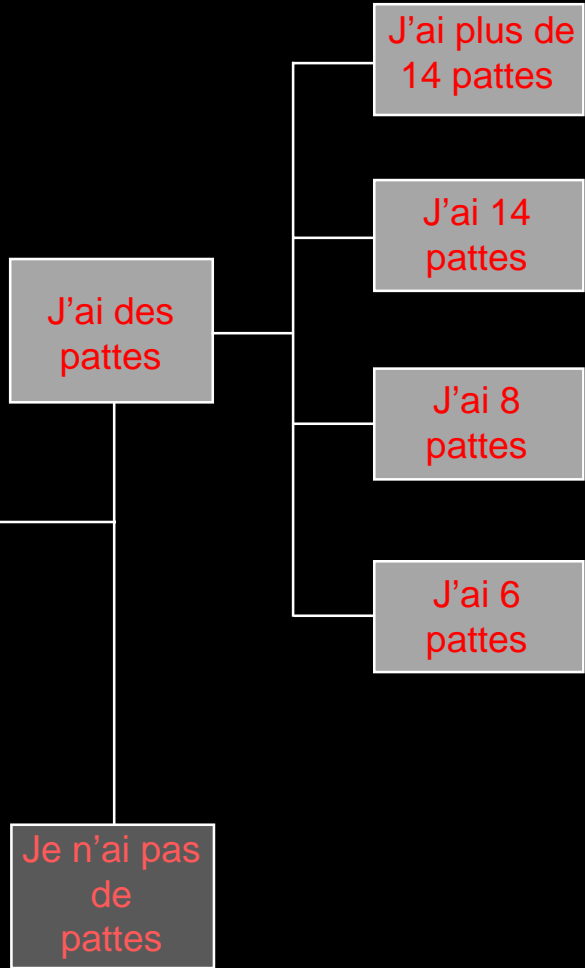 J'ai plus de
14 pattes
J'ai 14
pattes
J'ai des
pattes
J'ai 8
pattes
J'ai 6
pattes
Je n'ai pas
de
pattes